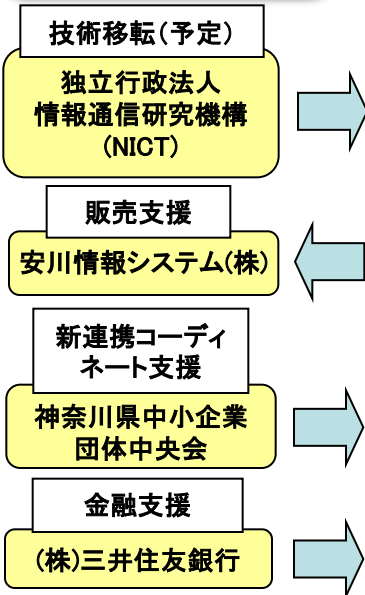 技術移転（予定）
独立行政法人
情報通信研究機構
(NICT)
販売支援
安川情報システム(株)
新連携コーディ
ネート支援
神奈川県中小企業
団体中央会
金融支援
(株)三井住友銀行